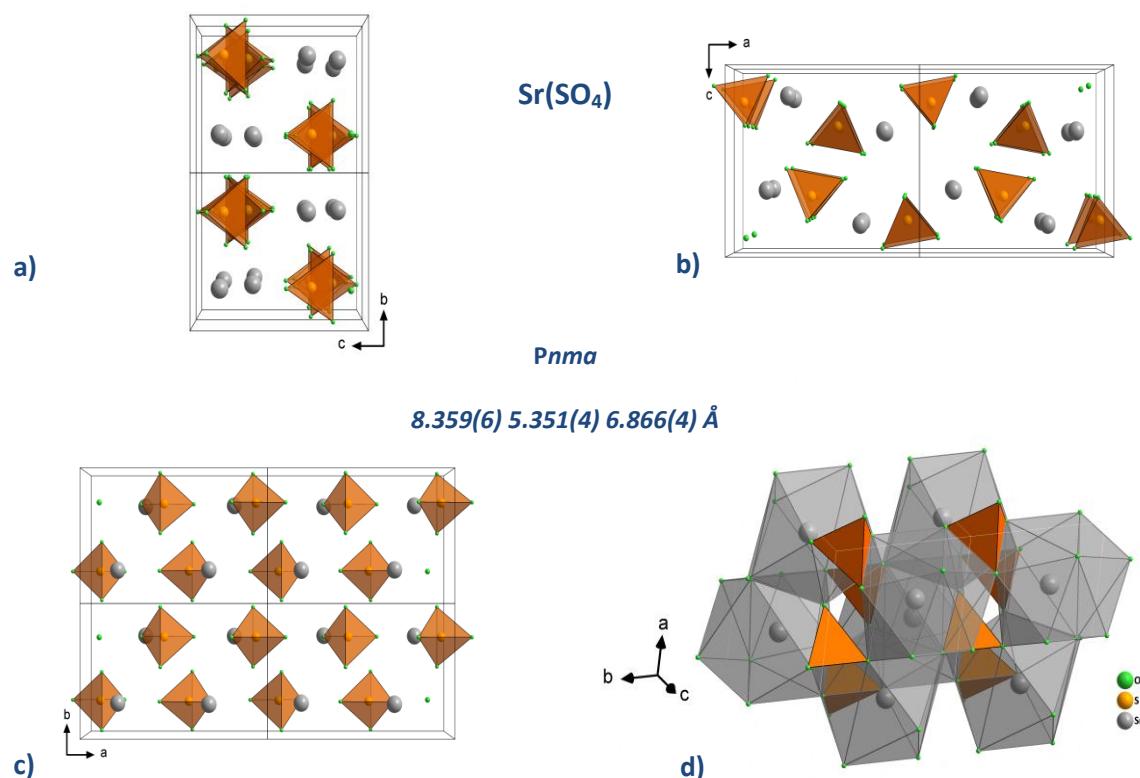 Sr(SO₄)
a
c
b)
a)
b
c
Pnma
8.359(6) 5.351(4) 6.866(4) Å
b
a
c)
a
b
c
d)